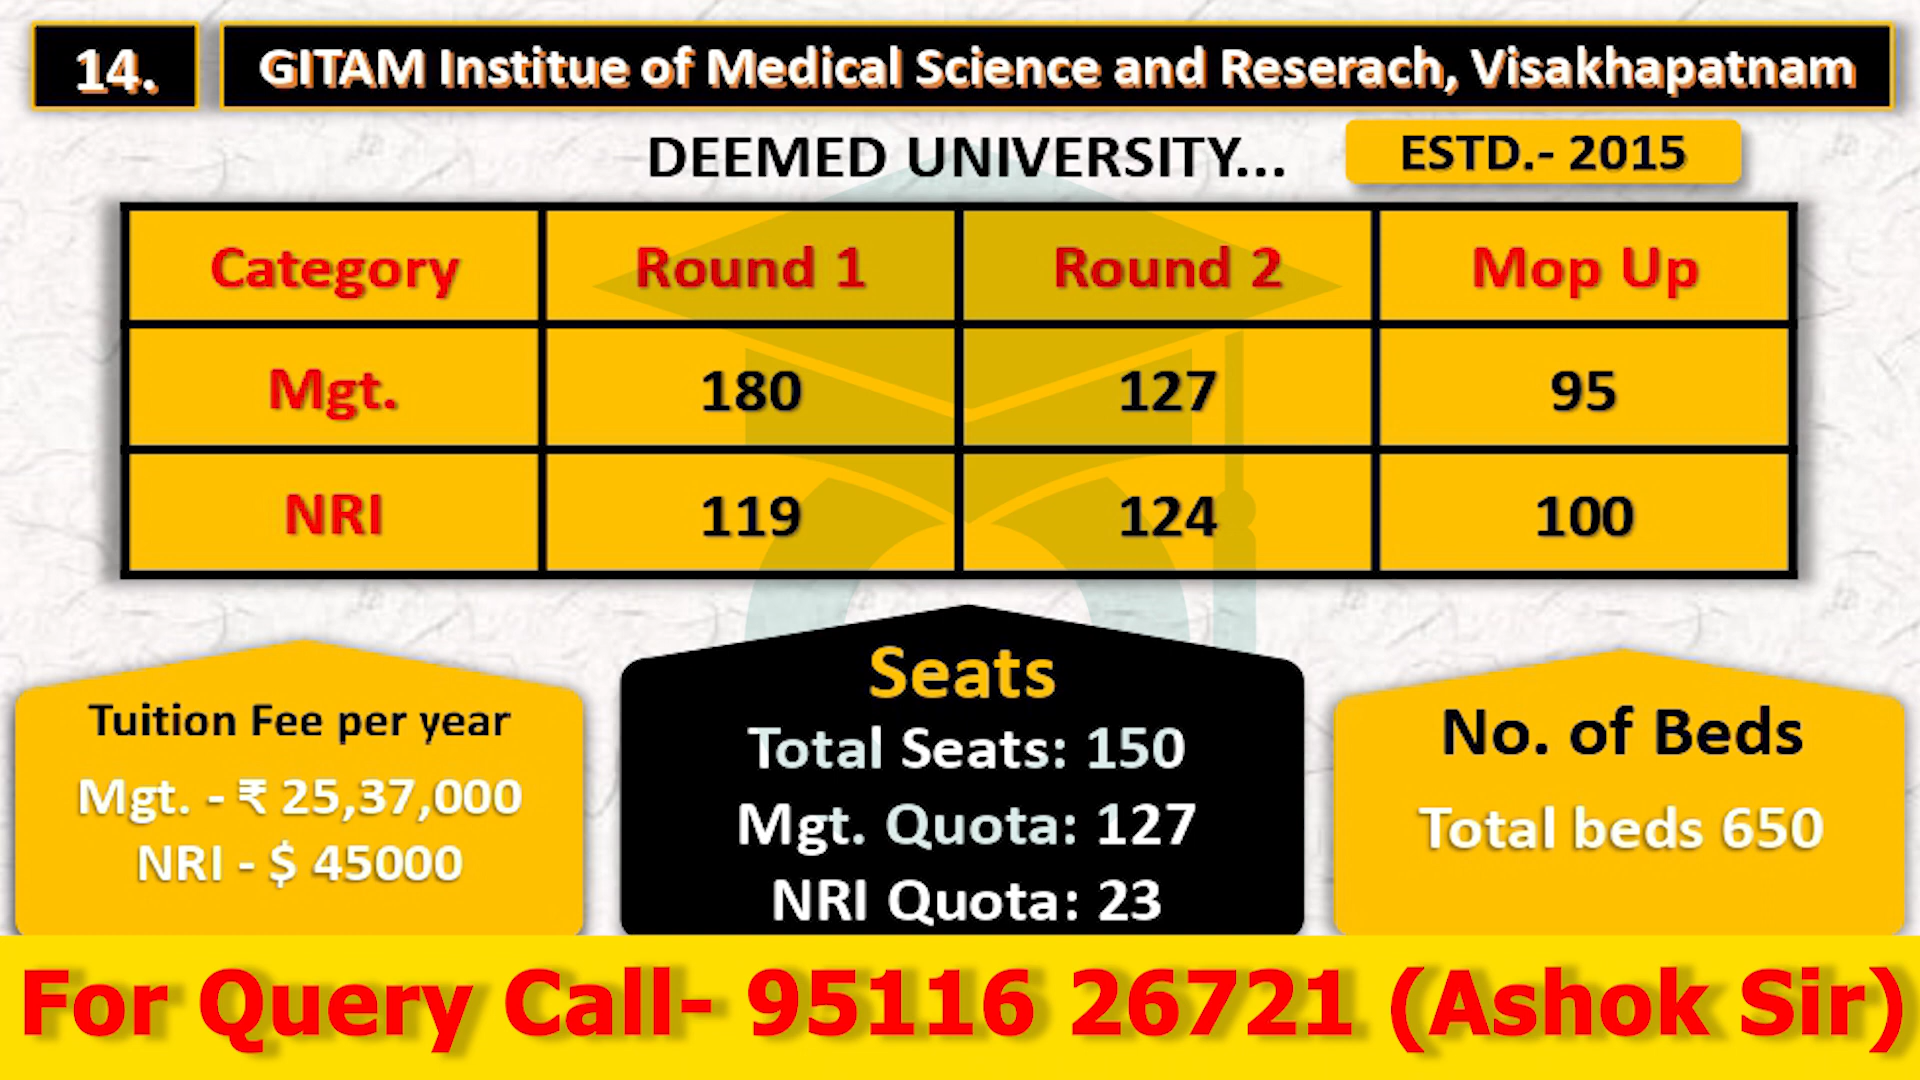 14.
GITAM Institue of Medical Science and Reserach, Visakhapatnam
DEEMED UNIVERSITY...
ESTD.- 2015
Category Round 1 Round 2 Mop Up
Mgt. 180 127 95
NRI 119 124 100
Tuition Fee per year
Mgt. - ₹ 25,37,000
NRI - $ 45000
Seats
Total Seats: 150
Mgt. Quota: 127
NRI Quota: 23
No. of Beds
Total beds 650
For Query Call- 95116 26721 (Ashok Sir)